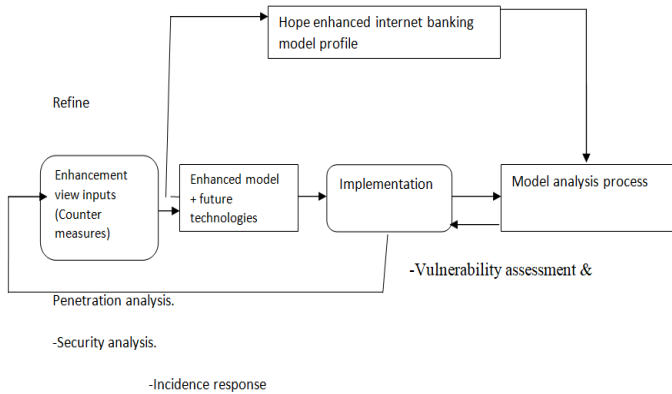 Hope enhanced internet banking
model profile
Refine
Enhancement
view inputs
(Counter
measures)
Enhanced model
+ future
technologies
Implementation
Model analysis process
-Vulnerability assessment &
Penetration analysis.
-Security analysis.
-Incidence response